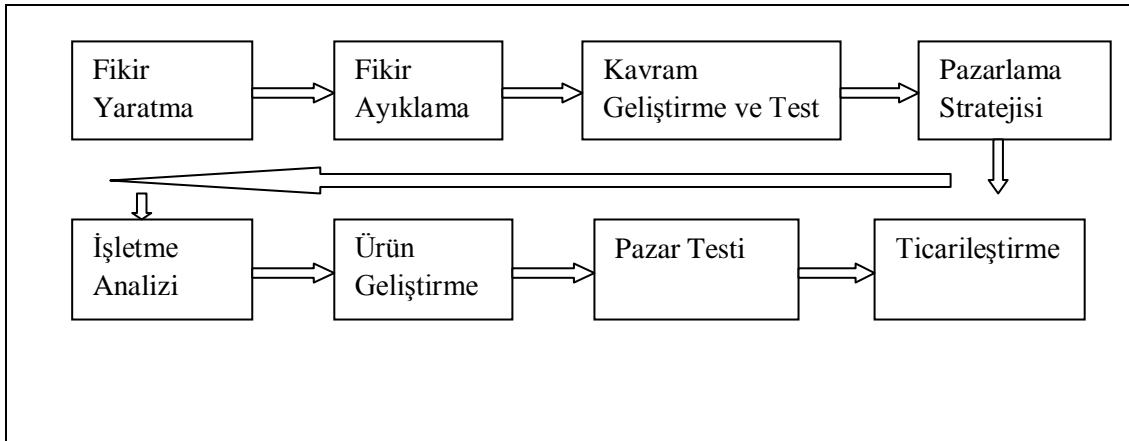 Fikir
Yaratma
Fikir
Ayıklama
Kavram
Geliştirme ve Test
Pazarlama
Stratejisi
İşletme
Analizi
Ürün
Geliştirme
Pazar Testi
Ticarileştirme